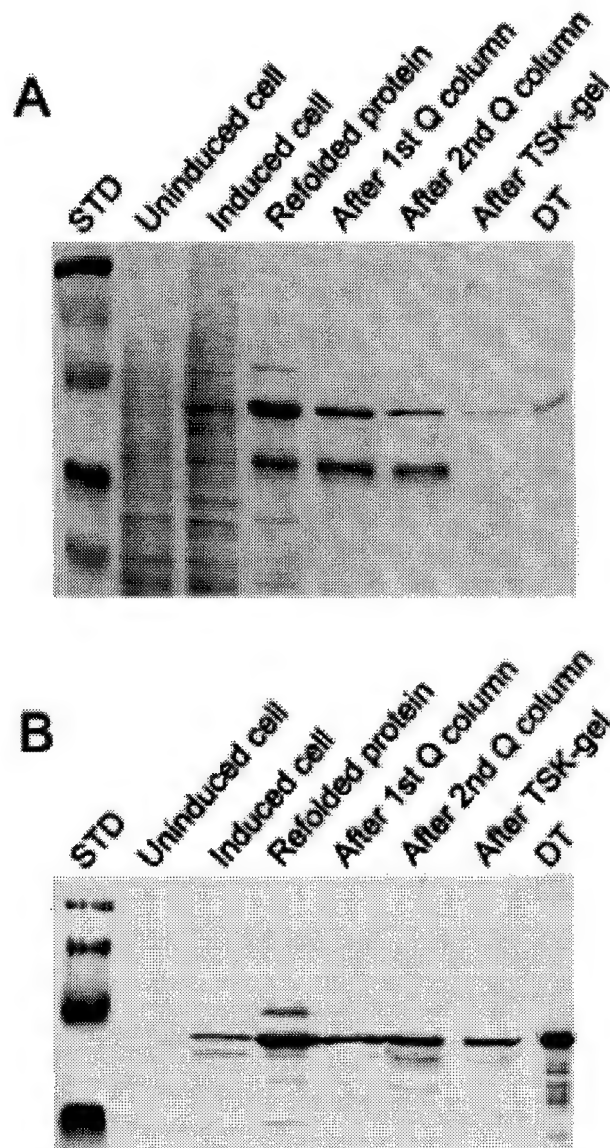 A
STD
Uninduced cell
Induced cell
Refolded protein
After 1st Q column
After 2nd Q column
After TSK-gel
DT
B
STD
Uninduced cell
Induced cell
Refolded protein
After 1st Q column
After 2nd Q column
After TSK-gel
DT